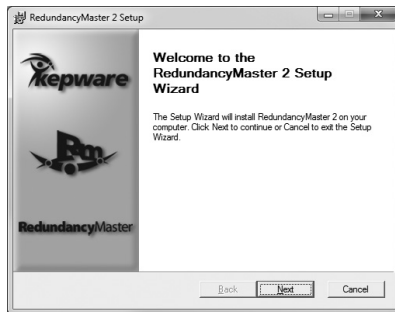 RedundancyMaster 2 Setup
kepware
Rm
RedundancyMaster
Welcome to the
RedundancyMaster 2 Setup
Wizard
The Setup Wizard will install RedundancyMaster 2 on your
computer. Click Next to continue or Cancel to exit the Setup
Wizard.
Back
Next
Cancel